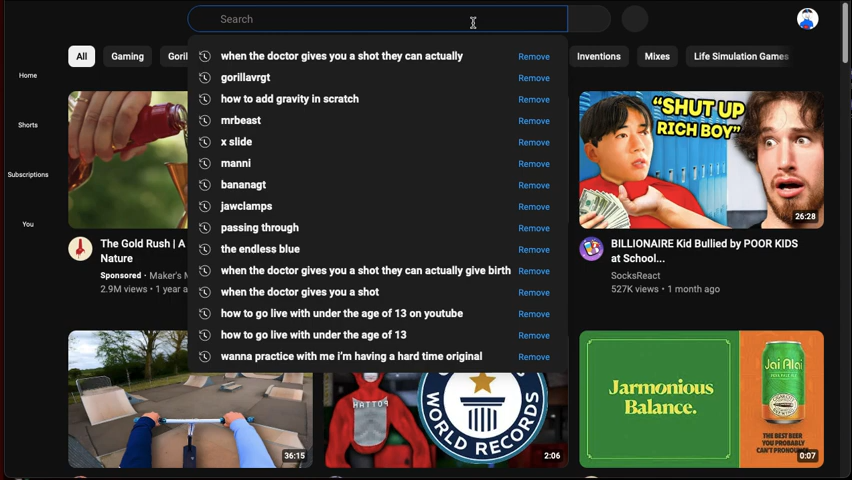 Search
All
Gaming
Goril
Inventions
Mixes
Life Simulation Games
Home
Shorts
Subscriptions
You
when the doctor gives you a shot they can actually Remove
gorillavrgt Remove
how to add gravity in scratch Remove
mrbeast Remove
x slide Remove
manni Remove
bananagt Remove
jawclamps Remove
passing through Remove
the endless blue Remove
when the doctor gives you a shot they can actually give birth Remove
when the doctor gives you a shot Remove
how to go live with under the age of 13 on youtube Remove
how to go live with under the age of 13 Remove
wanna practice with me i'm having a hard time original Remove
The Gold Rush | A
Nature
Sponsored • Maker's M
2.9M views • 1 year a
"SHUT UP
RICH BOY"
26:28
BILLIONAIRE Kid Bullied by POOR KIDS
at School...
SocksReact
527K views • 1 month ago
36:15
WORLD RECORDS
2:06
Jarmonious
Balance.
Jai Alai
THE BEST BEER
YOU PROBABLY
CAN'T PRONOUNC
0:07